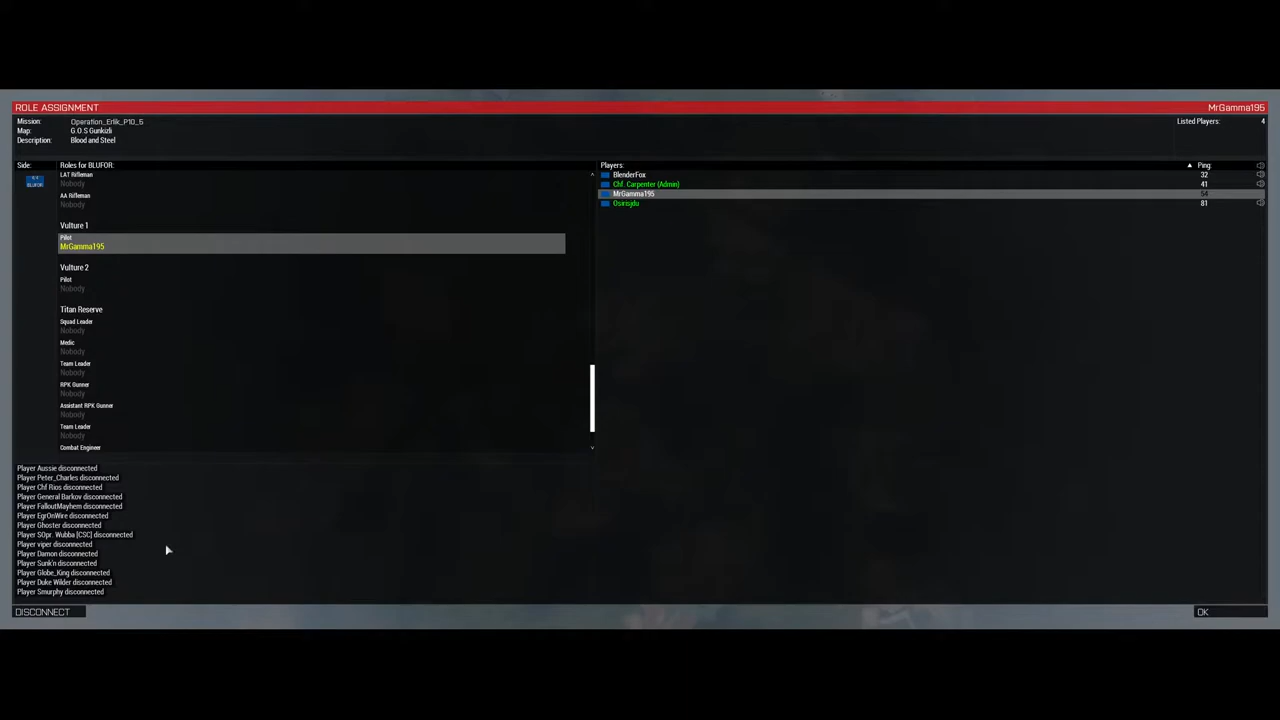 ROLE ASSIGNMENT
MrGamma195
Mission: Operation_Erlik_P10_5
Listed Players: 4
Map: G.O.S Gunkizli
Description: Blood and Steel
Side:
Roles for BLUFOR:
Players:
Ping:
BLUFOR
LAT Rifleman
Nobody
AA Rifleman
Nobody
Vulture 1
Pilot
MrGamma195
Vulture 2
Pilot
Nobody
Titan Reserve
Squad Leader
Nobody
Medic
Nobody
Team Leader
Nobody
RPK Gunner
Nobody
Assistant RPK Gunner
Nobody
Team Leader
Nobody
Combat Engineer
BlenderFox 32
Chf. Carpenter (Admin) 41
MrGamma195 54
Osirisjdu 81
Player Aussie disconnected
Player Peter_Charles disconnected
Player Chf Rios disconnected
Player General Barkov disconnected
Player FalloutMayhem disconnected
Player EgrOnWire disconnected
Player Ghoster disconnected
Player SOpr. Wubba [CSC] disconnected
Player viper disconnected
Player Damon disconnected
Player Sunk'n disconnected
Player Globe_King disconnected
Player Duke Wilder disconnected
Player Smurphy disconnected
DISCONNECT
OK